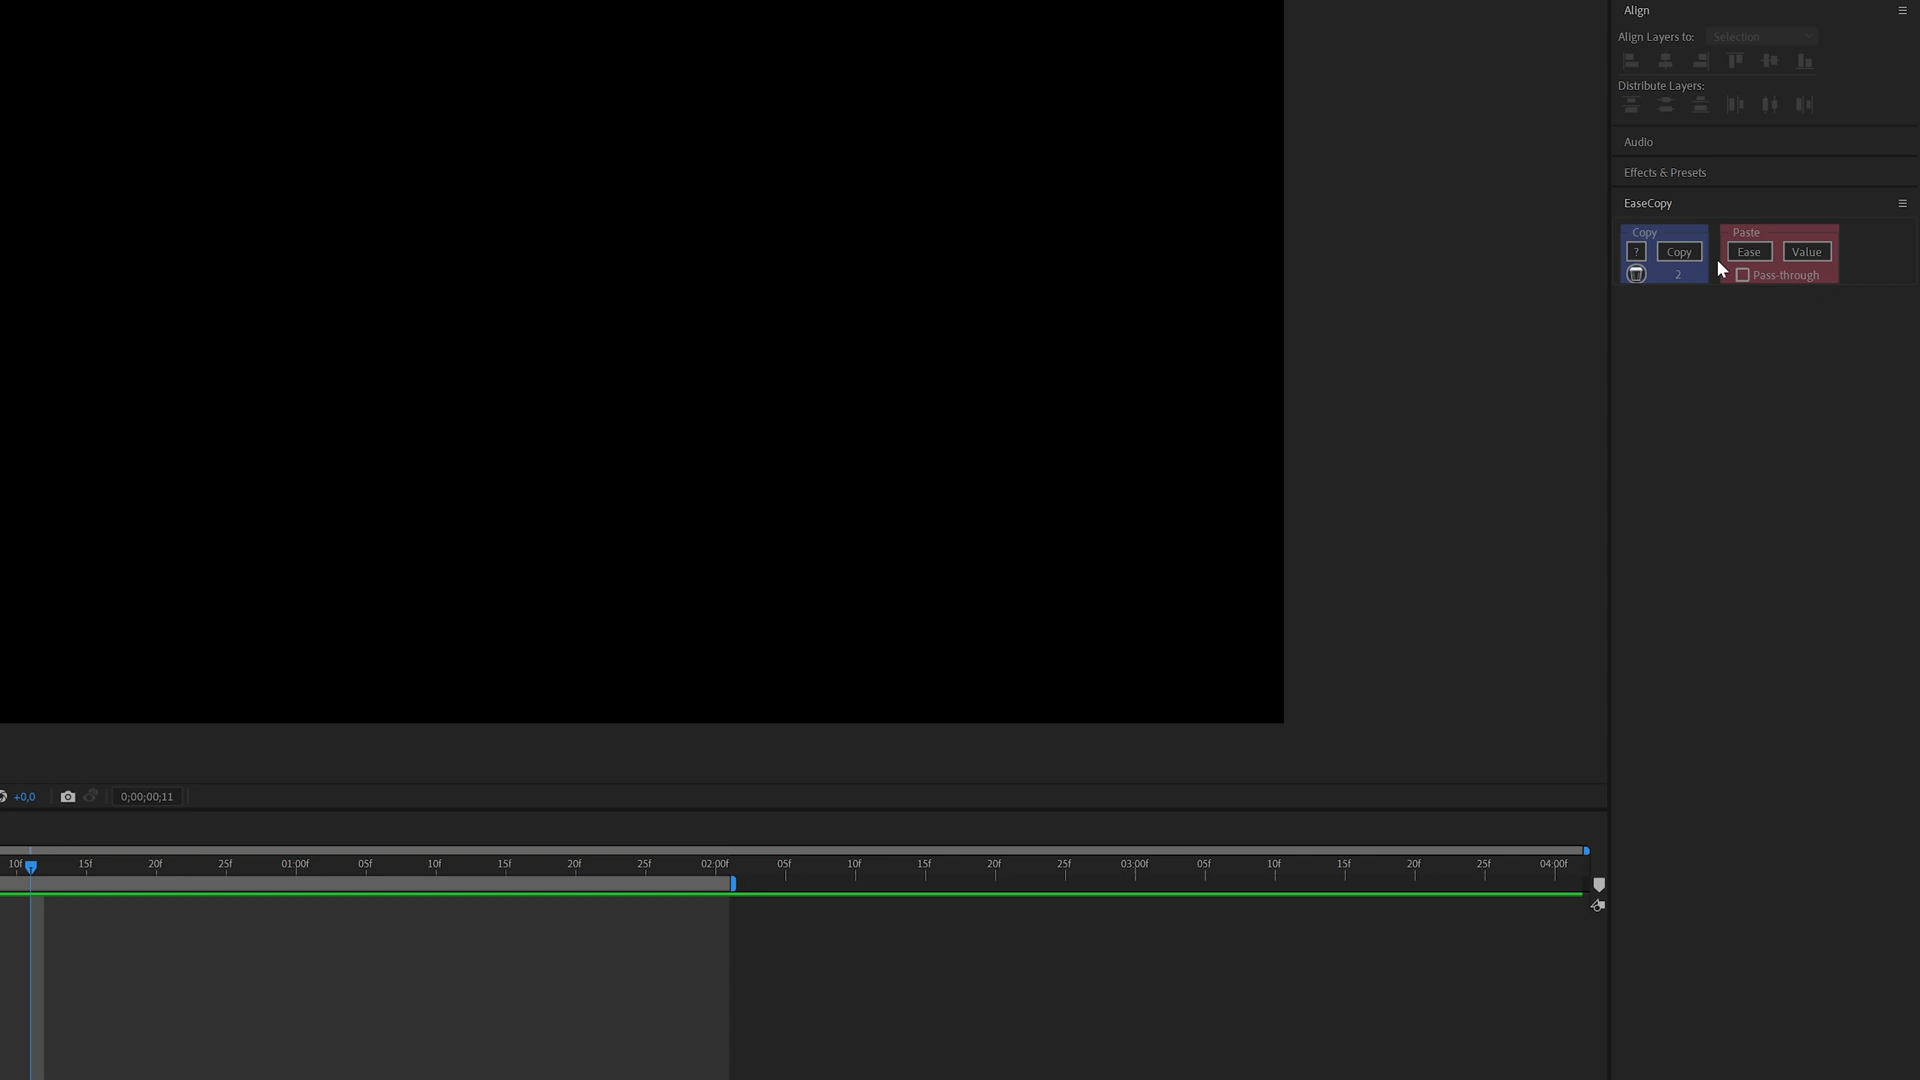 Align
Align Layers to: Selection
Distribute Layers:
Audio
Effects & Presets
EaseCopy
Copy Paste
? Copy Ease Value
2 Pass-through
+0,0 0;00;00;11
10f 15f 20f 25f 01:00f 05f 10f 15f 20f 25f 02:00f 05f 10f 15f 20f 25f 03:00f 05f 10f 15f 20f 25f 04:00f